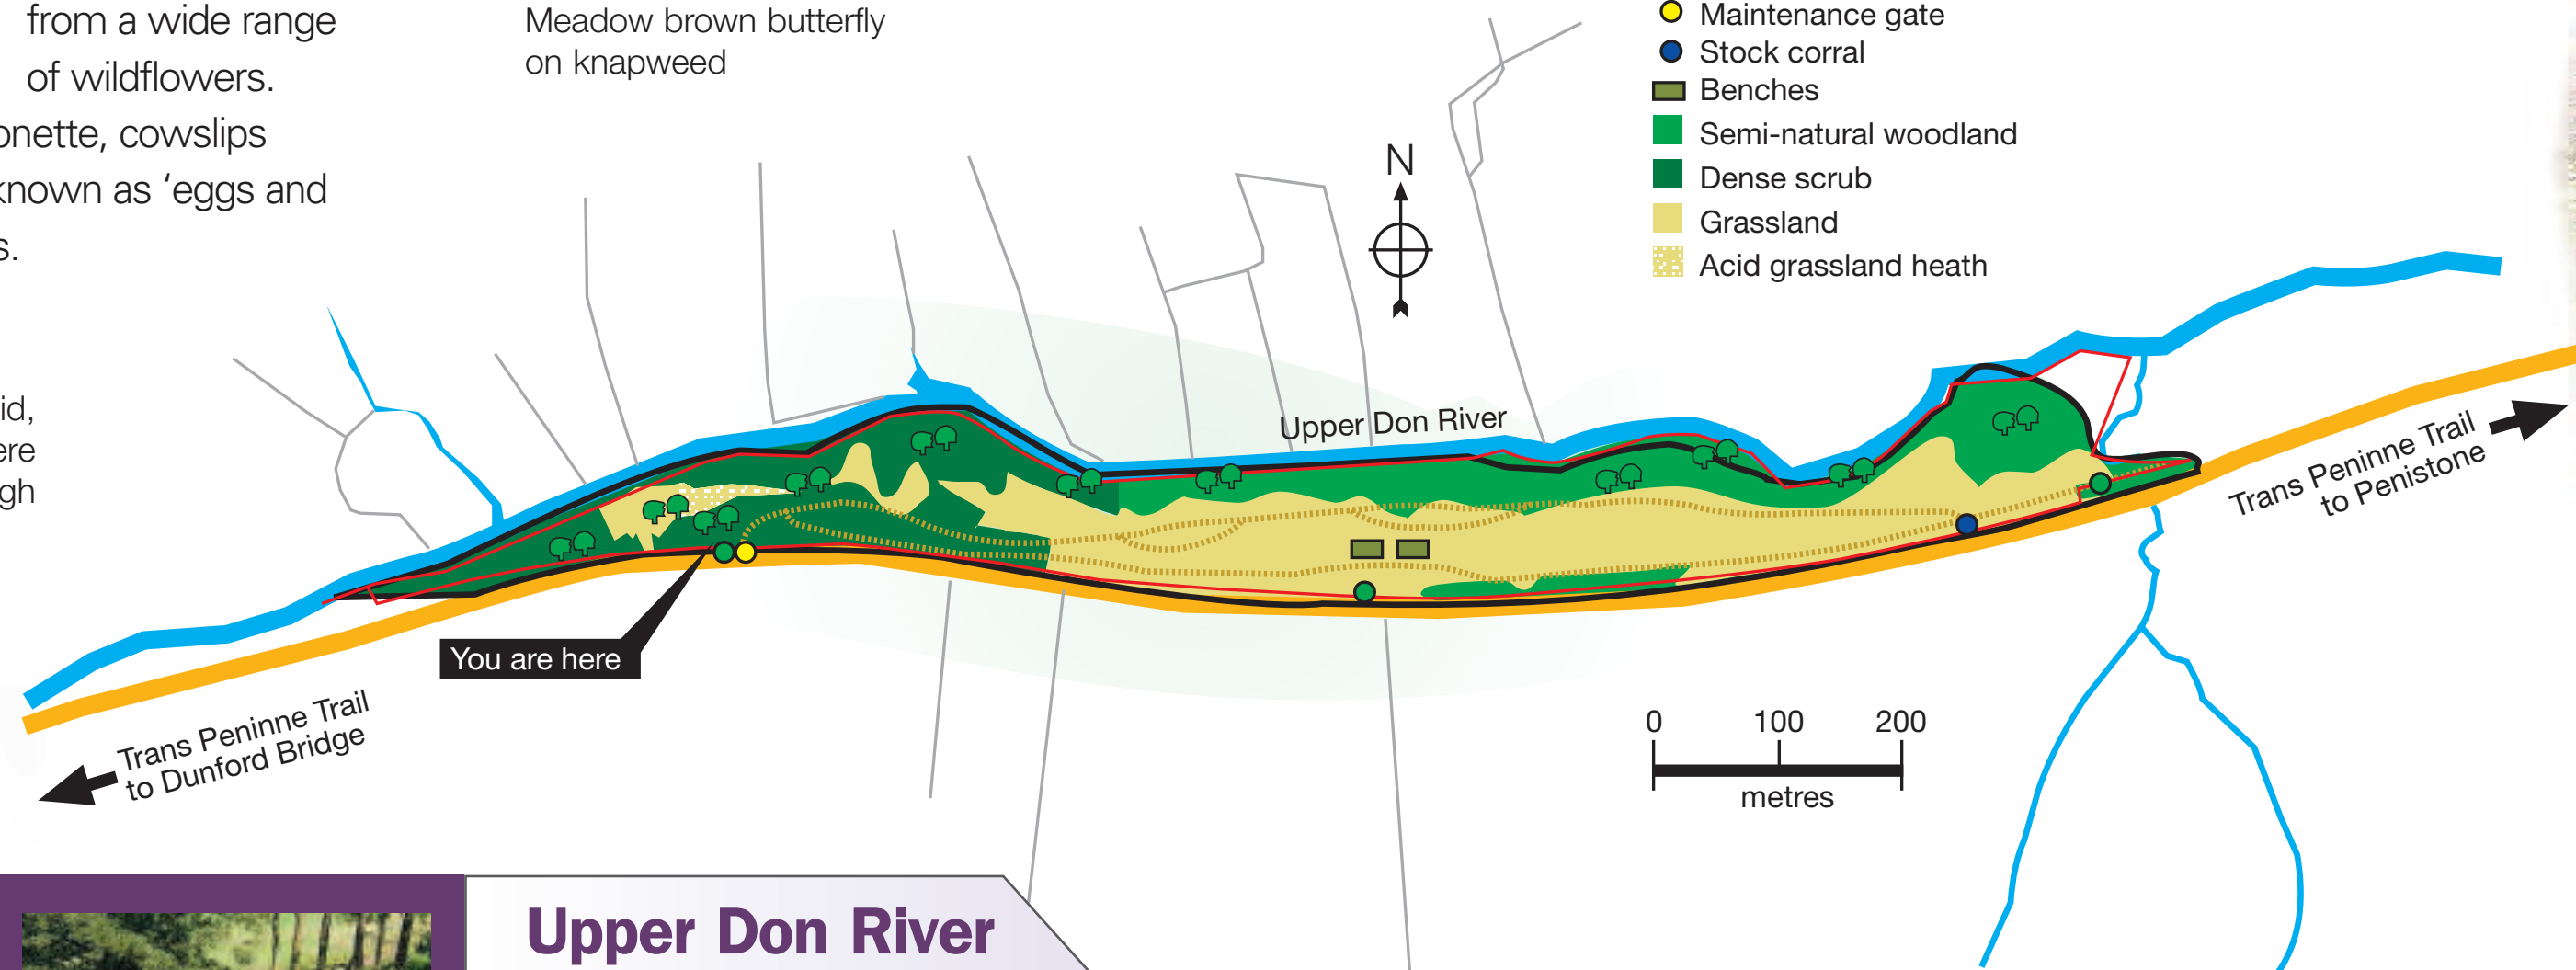 from a wide range
of wildflowers.
onette, cowslips
known as ‘eggs and
s.
id,
ere
gh
Meadow brown butterfly
on knapweed
Maintenance gate
Stock corral
Benches
Semi-natural woodland
Dense scrub
Grassland
Acid grassland heath
N
Upper Don River
Trans Peninne Trail
to Penistone
You are here
Trans Peninne Trail
to Dunford Bridge
0 100 200
metres
Upper Don River